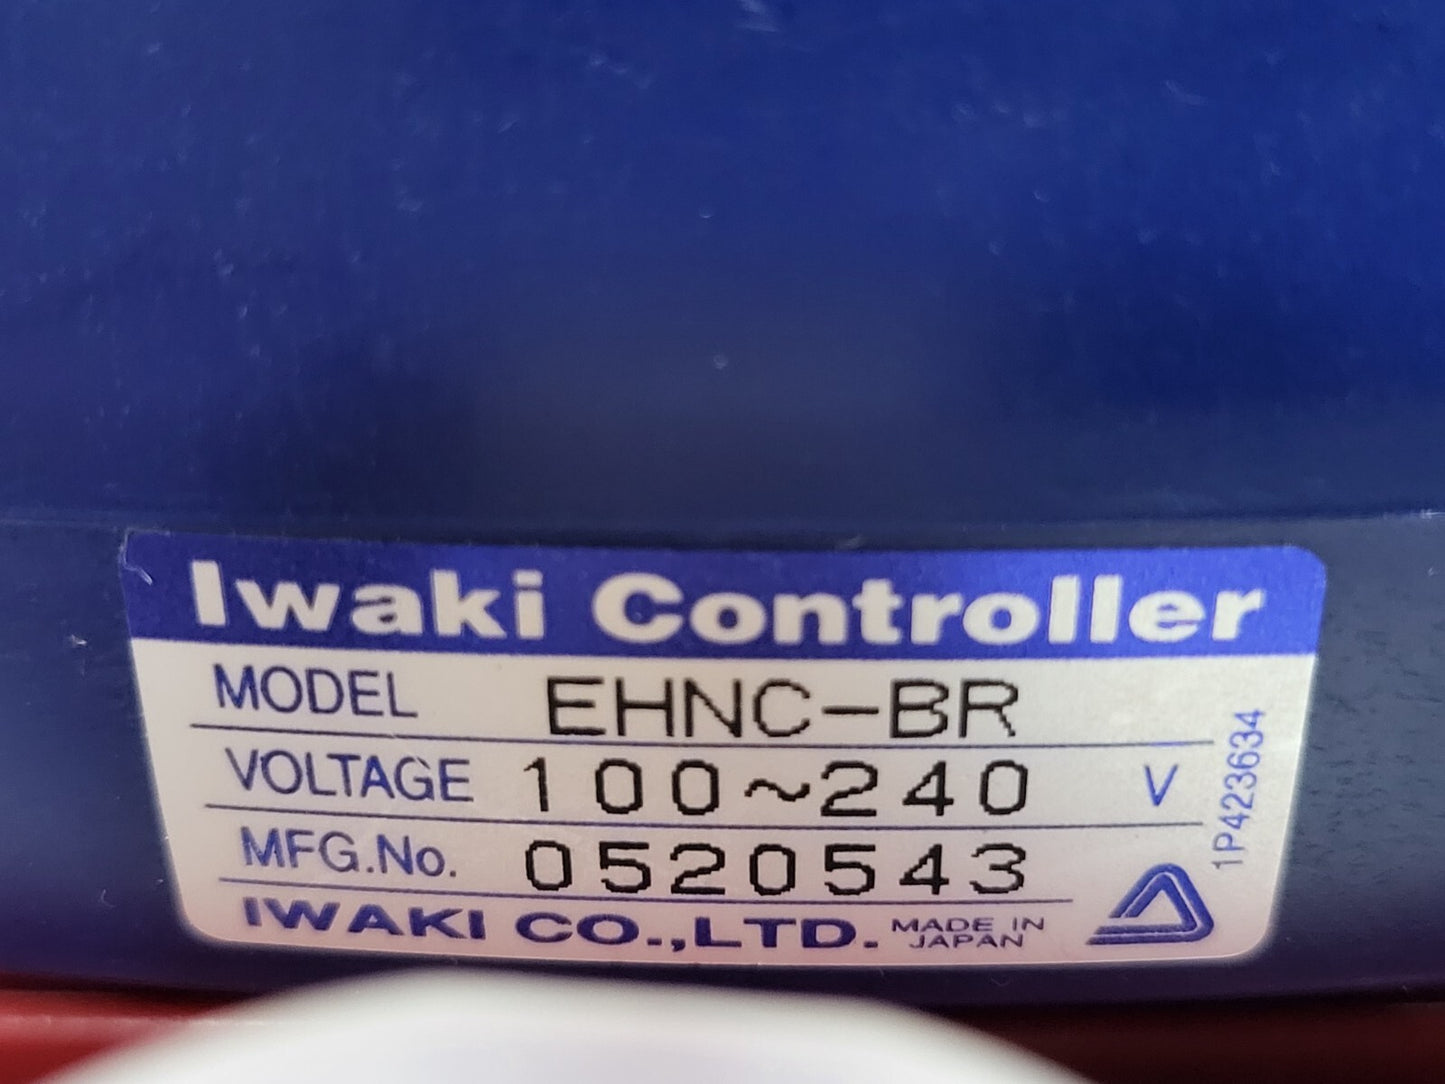 Iwaki Controller
MODEL EHNC-BR
VOLTAGE 100~240 V
MFG.No. 0520543
IWAKI CO.,LTD. MADE IN
JAPAN
1P423634